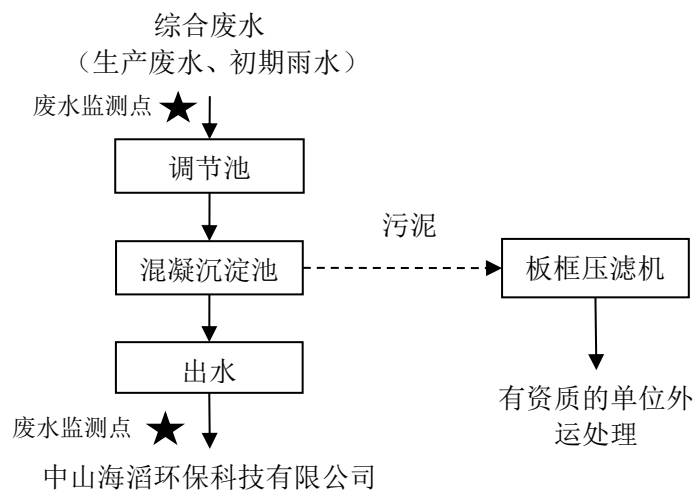 综合废水
（生产废水、初期雨水）
废水监测点
调节池
污泥
混凝沉淀池
板框压滤机
出水
有资质的单位外
运处理
废水监测点
中山海滔环保科技有限公司